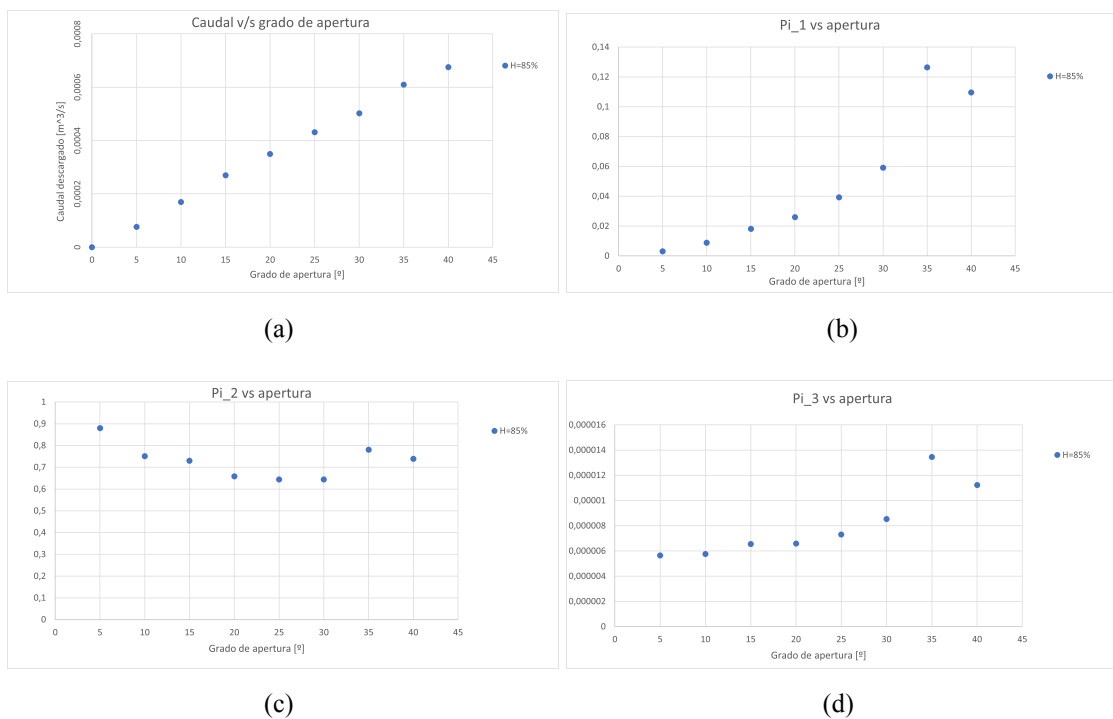 Caudal v/s grado de apertura
0,0008
0,0006
0,0004
0,0002
0
Caudal descargado [m^3/s]
0 5 10 15 20 25 30 35 40 45
Grado de apertura [º]
H=85%
(a)
Pi_1 vs apertura
0,14
0,12
0,1
0,08
0,06
0,04
0,02
0
0 5 10 15 20 25 30 35 40 45
Grado de apertura [º]
H=85%
(b)
Pi_2 vs apertura
1
0,9
0,8
0,7
0,6
0,5
0,4
0,3
0,2
0,1
0
0 5 10 15 20 25 30 35 40 45
Grado de apertura [º]
H=85%
(c)
Pi_3 vs apertura
0,000016
0,000014
0,000012
0,00001
0,000008
0,000006
0,000004
0,000002
0
0 5 10 15 20 25 30 35 40 45
Grado de apertura [º]
H=85%
(d)